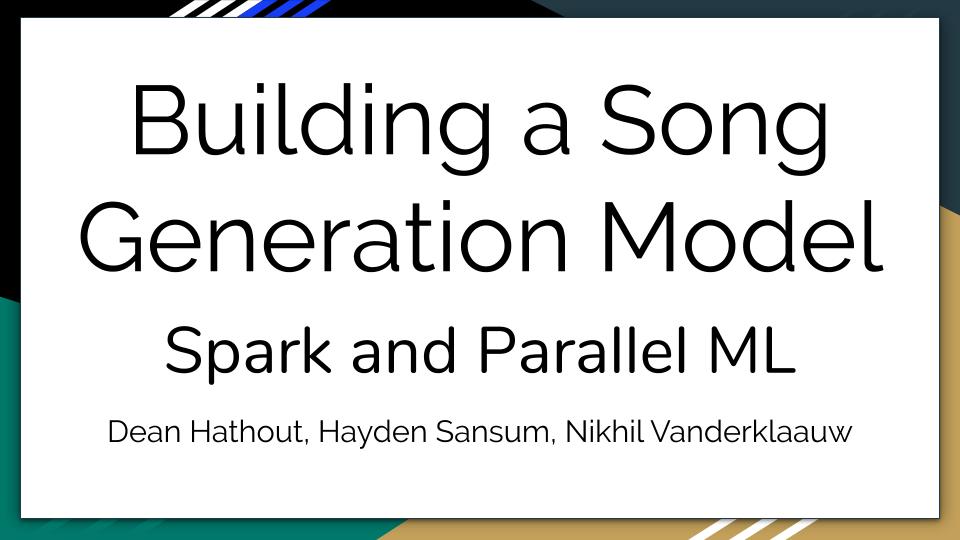 Building a Song
Generation Model
Spark and Parallel ML
Dean Hathout, Hayden Sansum, Nikhil Vanderklaauw